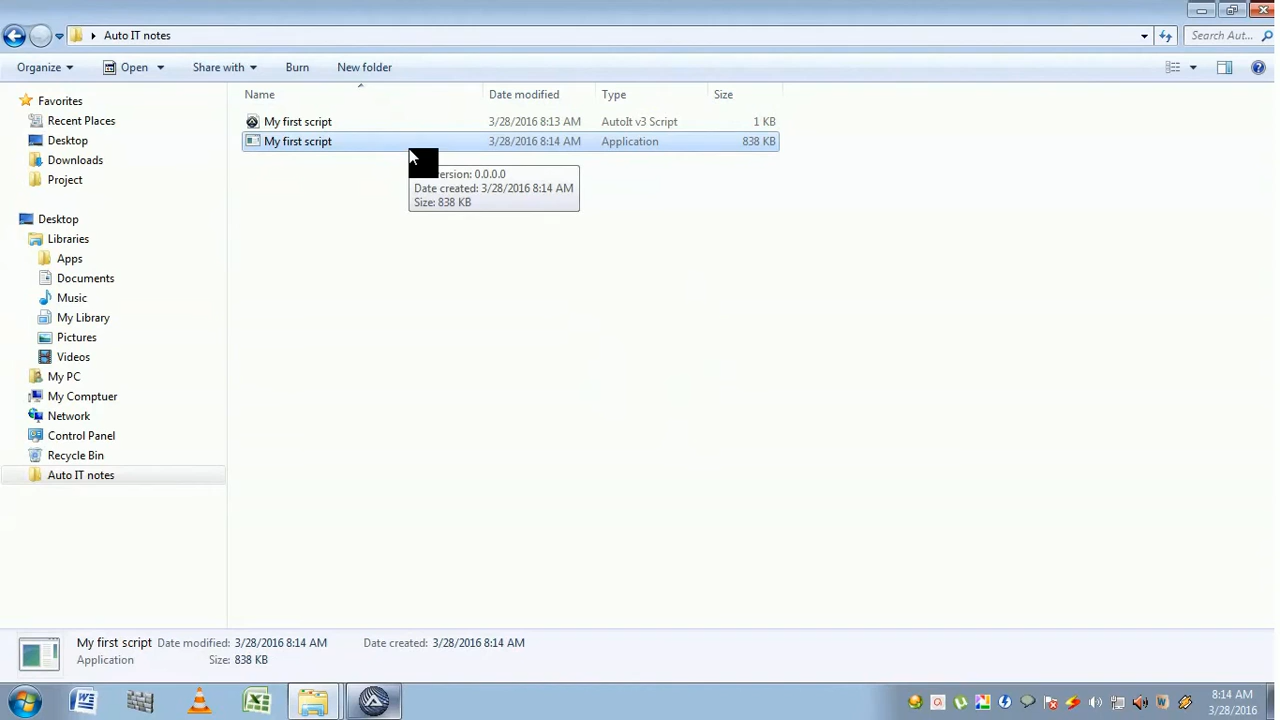 Auto IT notes
Search Aut...
Organize
Open
Share with
Burn
New folder
Name
Date modified
Type
Size
Favorites
Recent Places
Desktop
Downloads
Project
Desktop
Libraries
Apps
Documents
Music
My Library
Pictures
Videos
My PC
My Comptuer
Network
Control Panel
Recycle Bin
Auto IT notes
My first script 3/28/2016 8:13 AM AutoIt v3 Script 1 KB
My first script 3/28/2016 8:14 AM Application 838 KB
version: 0.0.0.0
Date created: 3/28/2016 8:14 AM
Size: 838 KB
My first script Date modified: 3/28/2016 8:14 AM Date created: 3/28/2016 8:14 AM
Application Size: 838 KB
8:14 AM
3/28/2016